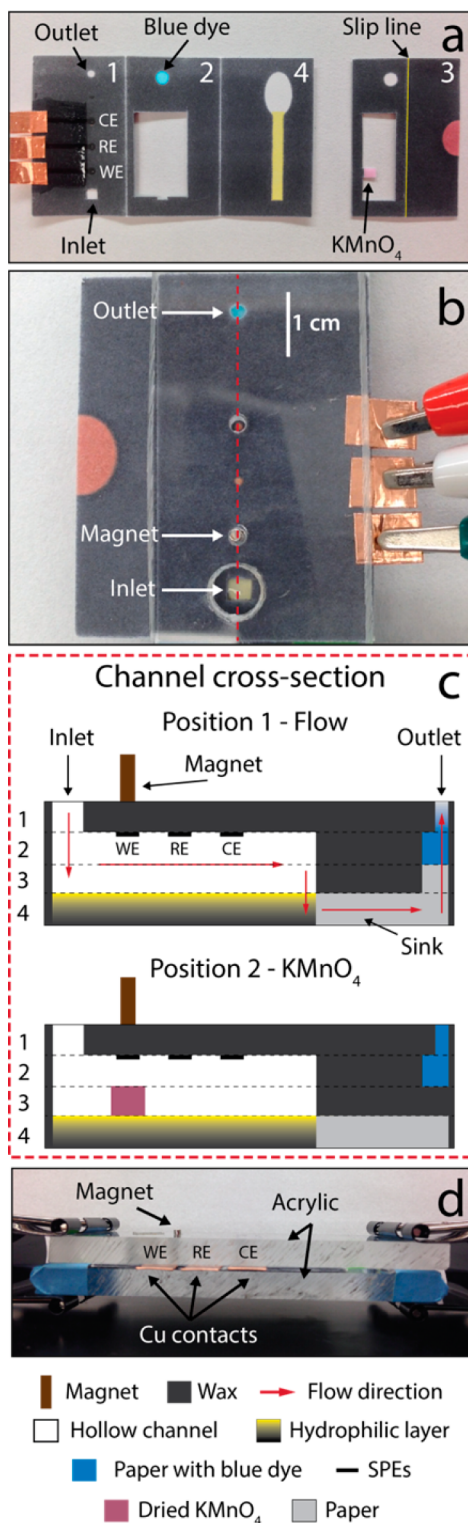 a
Outlet
Blue dye
Slip line
1
2
4
3
CE
RE
WE
Inlet
KMnO4
b
Outlet
1 cm
Magnet
Inlet
Channel cross-section
c
Position 1 - Flow
Inlet
Outlet
Magnet
1
WE
RE
CE
2
3
4
Sink
Position 2 - KMnO4
1
2
3
4
d
Magnet
Acrylic
WE
RE
CE
Cu contacts
Magnet
Wax
Flow direction
Hollow channel
Hydrophilic layer
Paper with blue dye
SPEs
Dried KMnO4
Paper